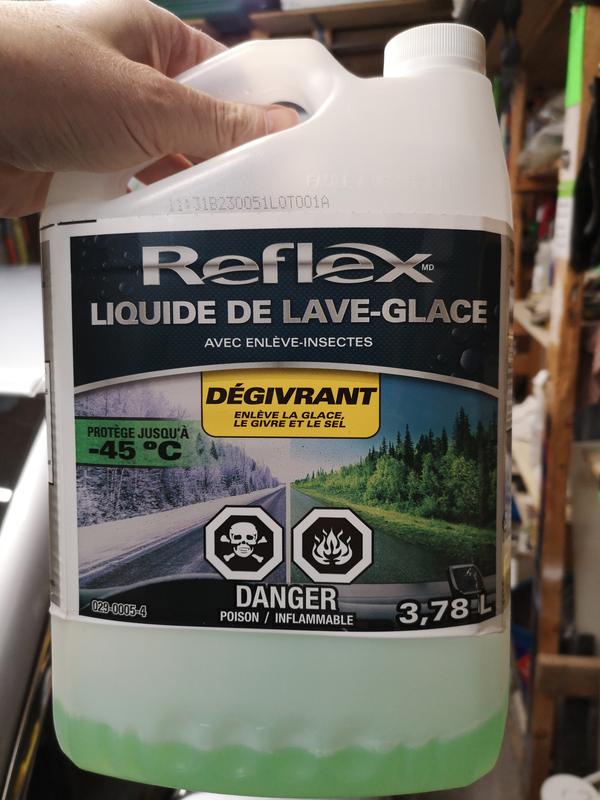 11:31B230051L0T001A
Reflex MD
LIQUIDE DE LAVE-GLACE
AVEC ENLÈVE-INSECTES
DÉGIVRANT
ENLÈVE LA GLACE,
LE GIVRE ET LE SEL
PROTÈGE JUSQU'À
-45 °C
DANGER
POISON / INFLAMMABLE
029-0005-4
3,78 L